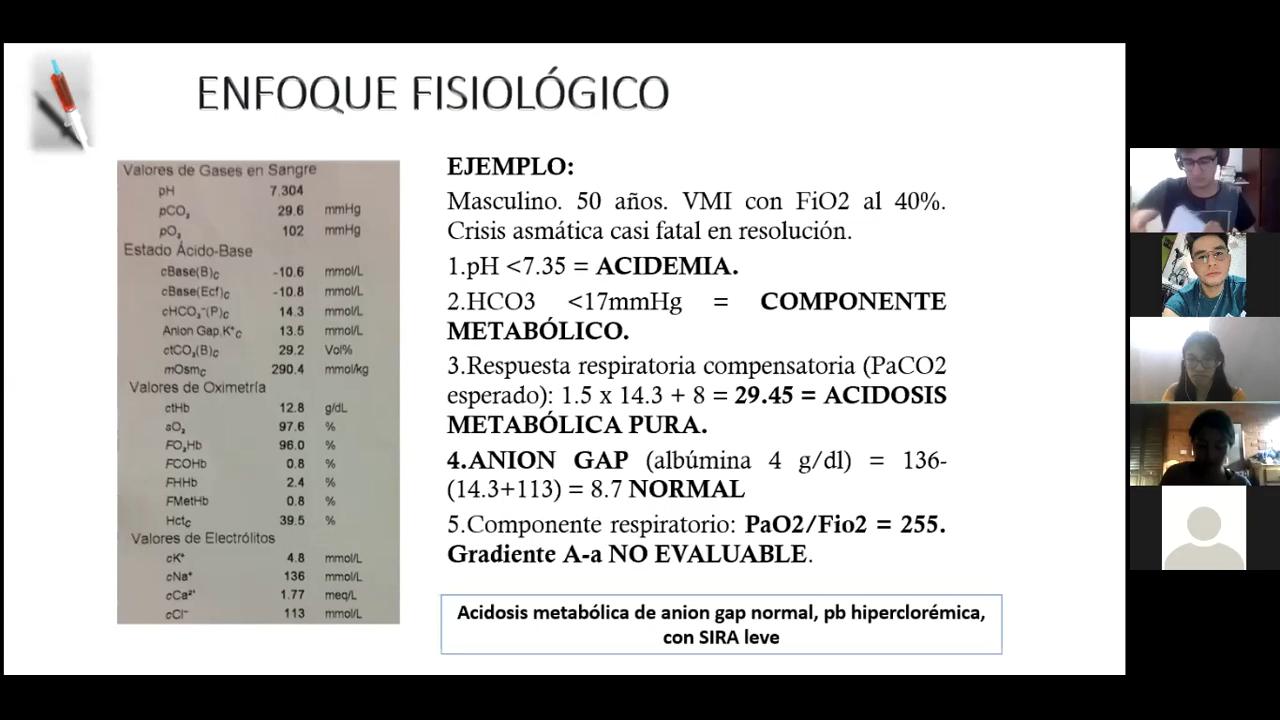 ENFOQUE FISIOLÓGICO
Valores de Gases en Sangre
pH 7.304
pCO₂ 29.6 mmHg
pO₂ 102 mmHg
Estado Ácido-Base
cBase(B)c -10.6 mmol/L
cBase(Ecf)c -10.8 mmol/L
cHCO₃⁻(P)c 14.3 mmol/L
Anion Gap,K⁺c 13.5 mmol/L
ctCO₂(B)c 29.2 Vol%
mOsmc 290.4 mmol/kg
Valores de Oximetría
ctHb 12.8 g/dL
sO₂ 97.6 %
FO₂Hb 96.0 %
FCOHb 0.8 %
FHHb 2.4 %
FMetHb 0.8 %
Hctc 39.5 %
Valores de Electrólitos
cK⁺ 4.8 mmol/L
cNa⁺ 136 mmol/L
cCa²⁺ 1.77 meq/L
cCl⁻ 113 mmol/L
EJEMPLO:
Masculino. 50 años. VMI con FiO2 al 40%.
Crisis asmática casi fatal en resolución.
1.pH <7.35 = ACIDEMIA.
2.HCO3 <17mmHg = COMPONENTE
METABÓLICO.
3.Respuesta respiratoria compensatoria (PaCO2
esperado): 1.5 x 14.3 + 8 = 29.45 = ACIDOSIS
METABÓLICA PURA.
4.ANION GAP (albúmina 4 g/dl) = 136-
(14.3+113) = 8.7 NORMAL
5.Componente respiratorio: PaO2/Fio2 = 255.
Gradiente A-a NO EVALUABLE.
Acidosis metabólica de anion gap normal, pb hiperclorémica,
con SIRA leve